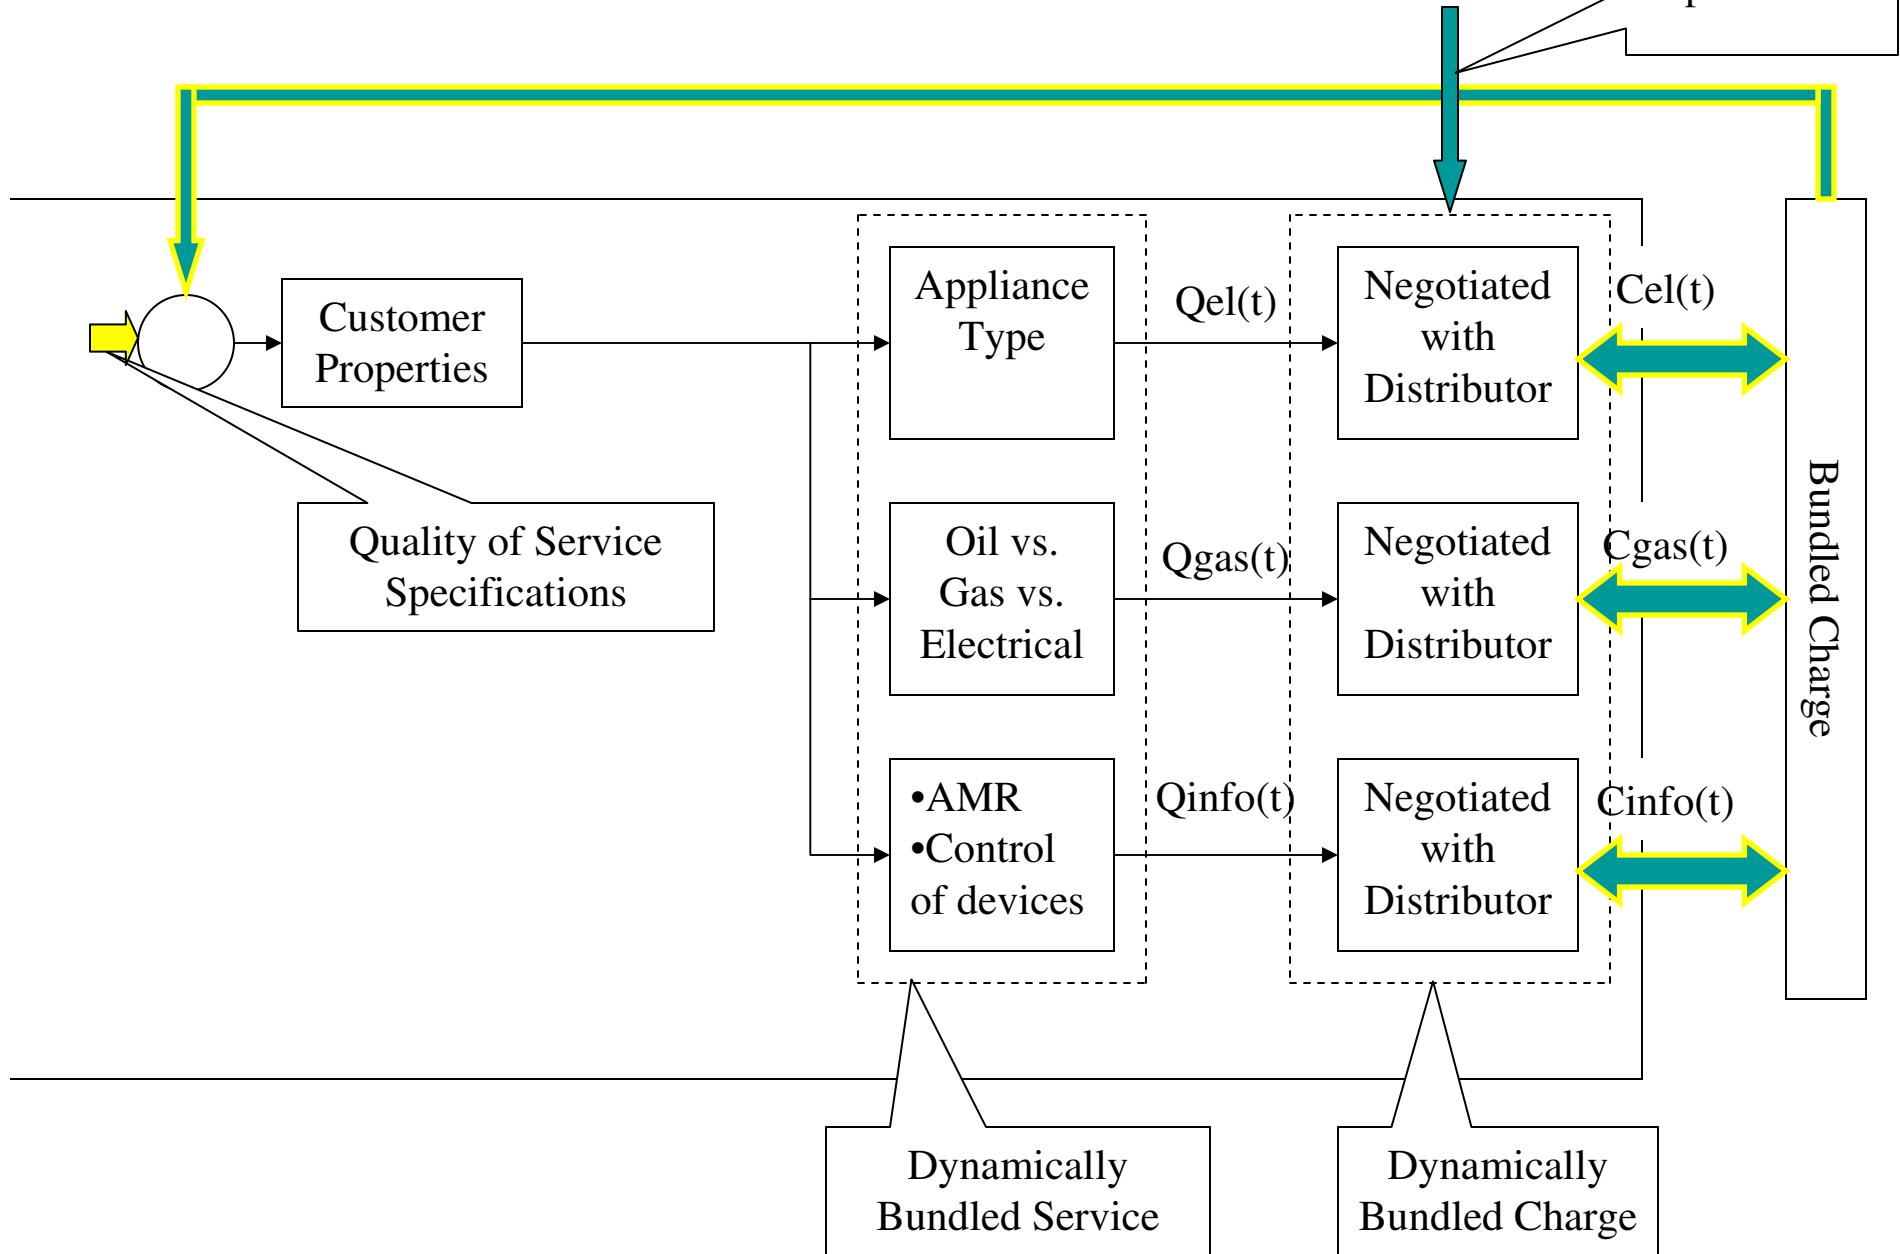 Appliance
Type
Qel(t)
Negotiated
with
Distributor
Cel(t)
Customer
Properties
Quality of Service
Specifications
Oil vs.
Gas vs.
Electrical
Qgas(t)
Negotiated
with
Distributor
Cgas(t)
Bundled Charge
•AMR
•Control
of devices
Qinfo(t)
Negotiated
with
Distributor
Cinfo(t)
Dynamically
Bundled Service
Dynamically
Bundled Charge